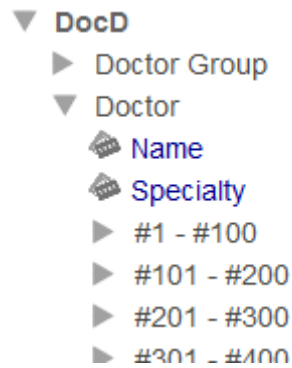 DocD
Doctor Group
Doctor
Name
Specialty
#1 - #100
#101 - #200
#201 - #300
#301 - #400